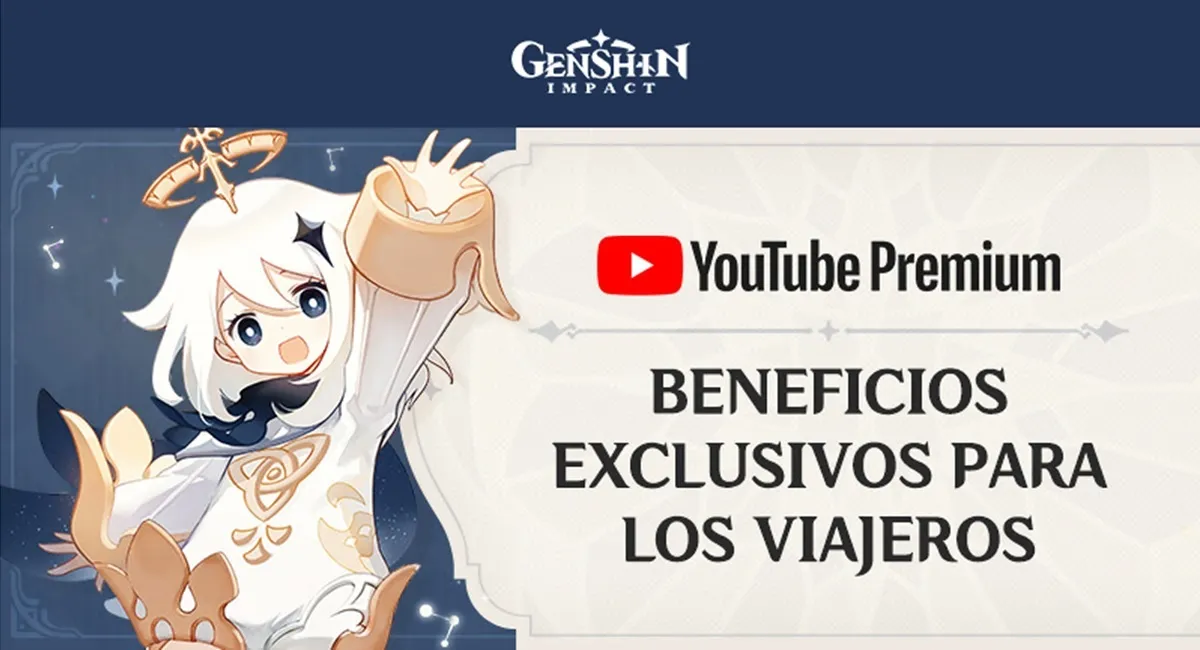 GENSHIN
IMPACT
YouTube Premium
BENEFICIOS
EXCLUSIVOS PARA
LOS VIAJEROS